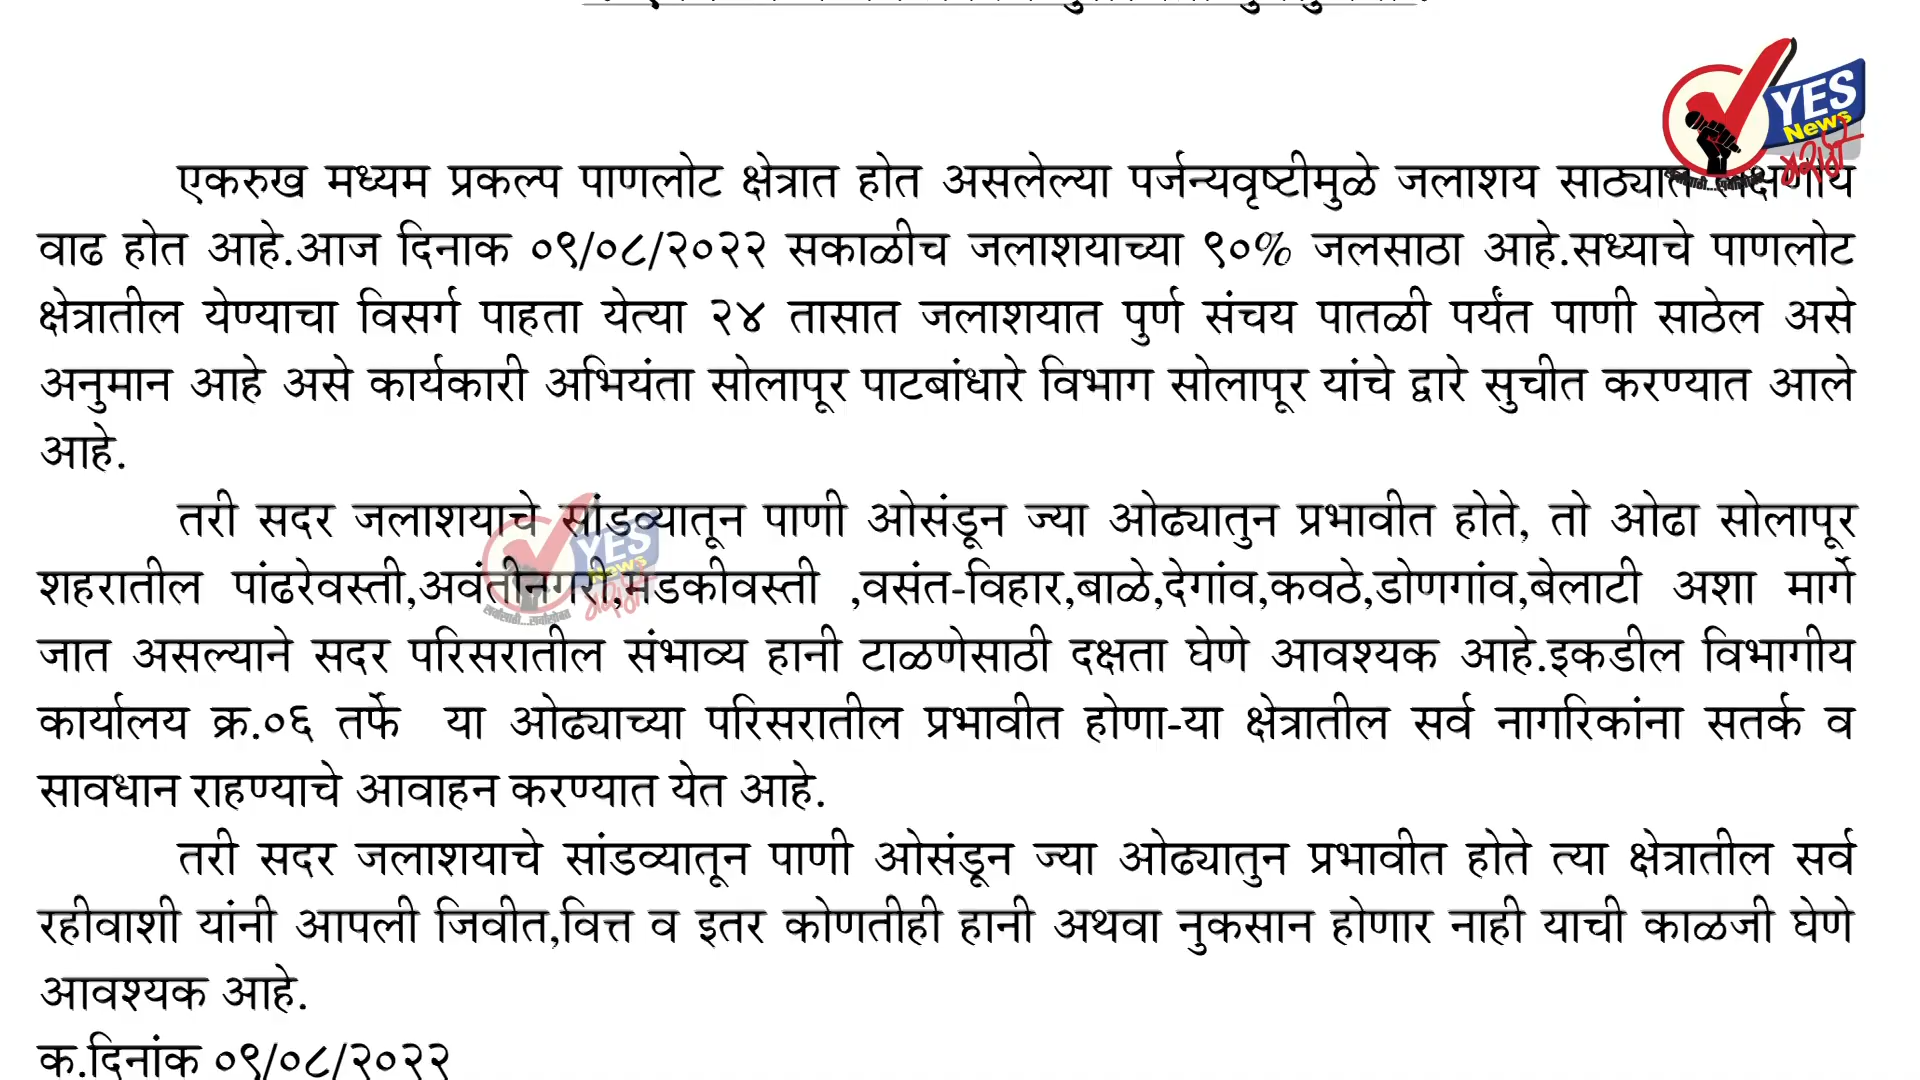 YES
News
मराठी
एकरुख मध्यम प्रकल्प पाणलोट क्षेत्रात होत असलेल्या पर्जन्यवृष्टीमुळे जलाशय साठ्यात
वाढ होत आहे.आज दिनाक ०९/०८/२०२२ सकाळीच जलाशयाच्या ९०% जलसाठा आहे.सध्याचे पाणलोट
क्षेत्रातील येण्याचा विसर्ग पाहता येत्या २४ तासात जलाशयात पुर्ण संचय पातळी पर्यंत पाणी साठेल असे
अनुमान आहे असे कार्यकारी अभियंता सोलापूर पाटबांधारे विभाग सोलापूर यांचे द्वारे सुचीत करण्यात आले
आहे.
तरी सदर जलाशयाचे सांडव्यातून पाणी ओसंडून ज्या ओढ्यातुन प्रभावीत होते, तो ओढा सोलापूर
शहरातील पांढरेवस्ती,अवंतीनगरी,मडकीवस्ती ,वसंत-विहार,बाळे,देगांव,कवठे,डोणगांव,बेलाटी अशा मार्गे
जात असल्याने सदर परिसरातील संभाव्य हानी टाळणेसाठी दक्षता घेणे आवश्यक आहे.इकडील विभागीय
कार्यालय क्र.०६ तर्फे या ओढ्याच्या परिसरातील प्रभावीत होणा-या क्षेत्रातील सर्व नागरिकांना सतर्क व
सावधान राहण्याचे आवाहन करण्यात येत आहे.
तरी सदर जलाशयाचे सांडव्यातून पाणी ओसंडून ज्या ओढ्यातुन प्रभावीत होते त्या क्षेत्रातील सर्व
रहीवाशी यांनी आपली जिवीत,वित्त व इतर कोणतीही हानी अथवा नुकसान होणार नाही याची काळजी घेणे
आवश्यक आहे.
क.दिनांक ०९/०८/२०२२